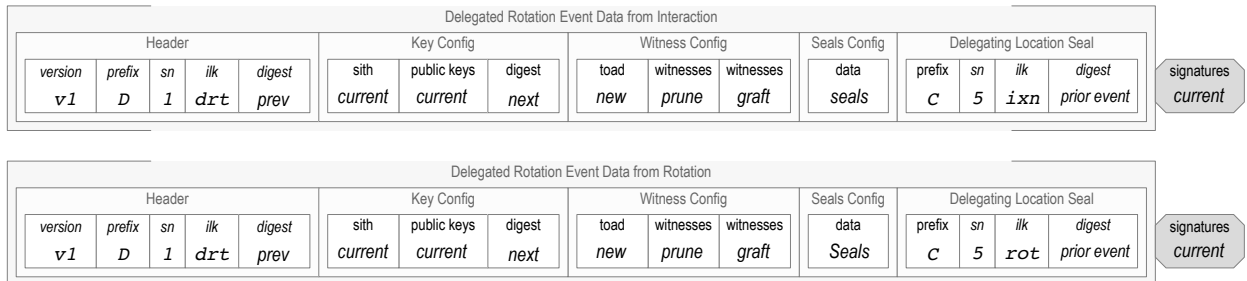 Delegated Rotation Event Data from Interaction
Header Key Config Witness Config Seals Config Delegating Location Seal
version prefix sn ilk digest sith public keys digest toad witnesses witnesses data prefix sn ilk digest signatures
v1 D 1 drt prev current current next new prune graft seals C 5 ixn prior event current
Delegated Rotation Event Data from Rotation
Header Key Config Witness Config Seals Config Delegating Location Seal
version prefix sn ilk digest sith public keys digest toad witnesses witnesses data prefix sn ilk digest signatures
v1 D 1 drt prev current current next new prune graft Seals C 5 rot prior event current